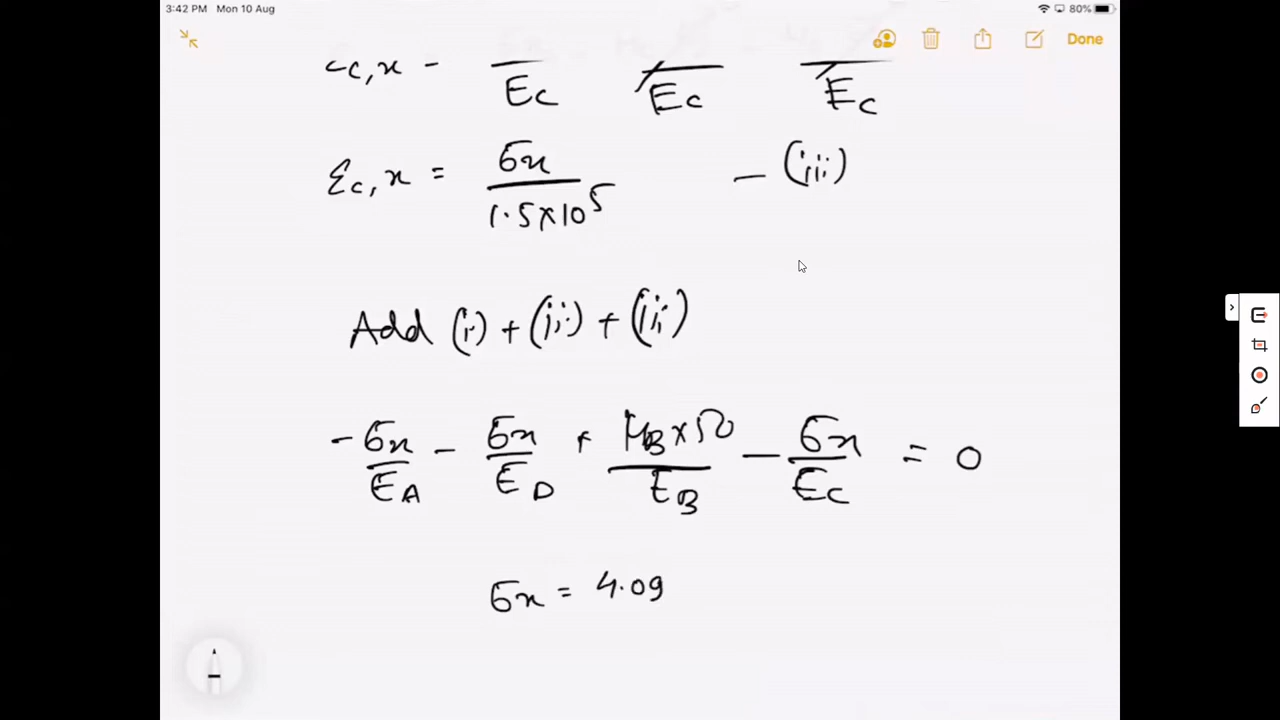 3:42 PM Mon 10 Aug 80%
Done
εc,x = 
Ec Ec Ec
εc,x = σx / 1.5×10^5 — (iii)
Add (i) + (ii) + (iii)
-σx/EA - σx/ED + μB×50/EB - σx/EC = 0
σx = 4.09